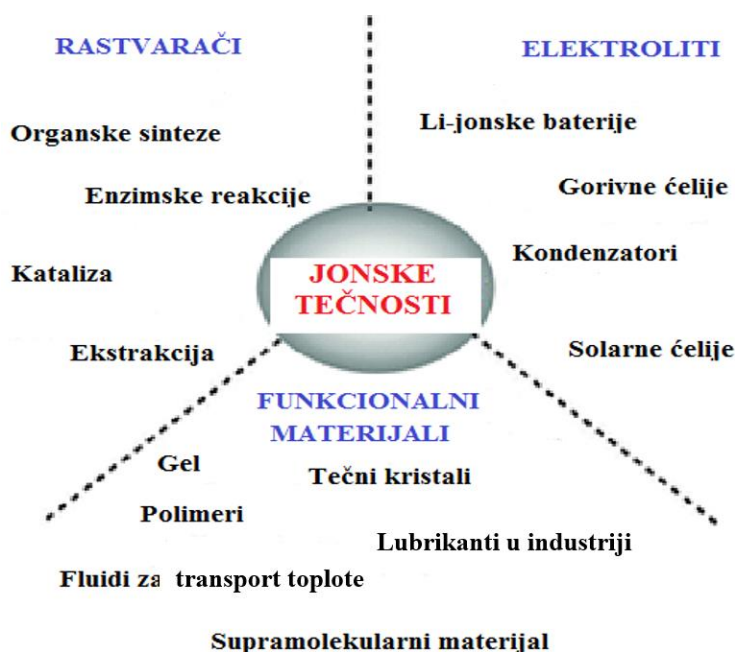 RASTVARAČI
Organske sinteze
Enzimske reakcije
Kataliza
Ekstrakcija
ELEKTROLITI
Li-jonske baterije
Gorivne ćelije
Kondenzatori
Solarne ćelije
JONSKE
TEČNOSTI
FUNKCIONALNI
MATERIJALI
Gel
Tečni kristali
Polimeri
Lubrikanti u industriji
Fluidi za transport toplote
Supramolekularni materijal